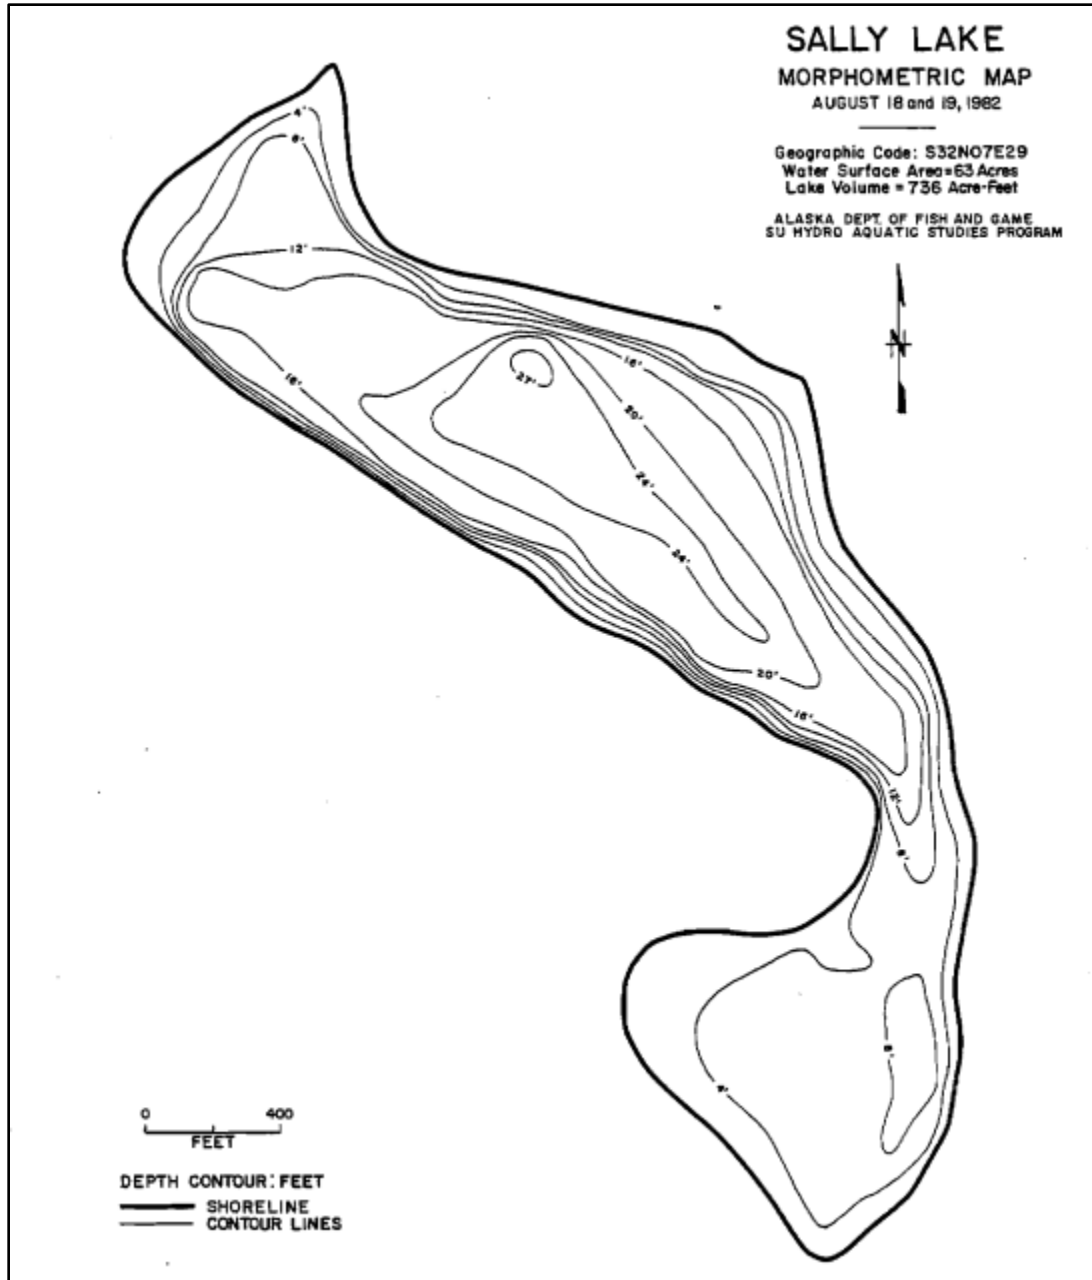 SALLY LAKE
MORPHOMETRIC MAP
AUGUST 18 and 19, 1982
Geographic Code: S32N07E29
Water Surface Area=63 Acres
Lake Volume = 736 Acre-Feet
ALASKA DEPT. OF FISH AND GAME
SU HYDRO AQUATIC STUDIES PROGRAM
N
4'
8'
12'
16'
27'
16'
20'
24'
24'
20'
16'
12'
8'
8'
4'
0 400
FEET
DEPTH CONTOUR: FEET
SHORELINE
CONTOUR LINES